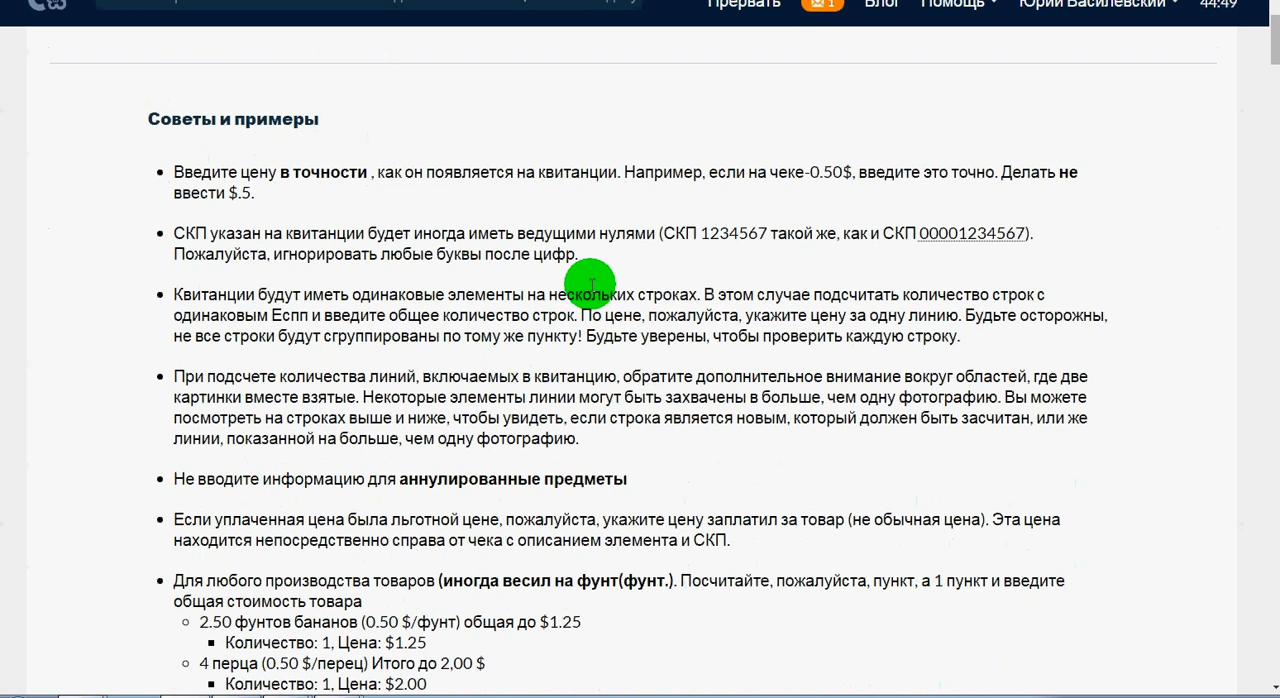 Прервать 1 Блог Помощь Юрий Василевский 44:49
Советы и примеры
Введите цену в точности , как он появляется на квитанции. Например, если на чеке-0.50$, введите это точно. Делать не
ввести $.5.
СКП указан на квитанции будет иногда иметь ведущими нулями (СКП 1234567 такой же, как и СКП 00001234567).
Пожалуйста, игнорировать любые буквы после цифр.
Квитанции будут иметь одинаковые элементы на нескольких строках. В этом случае подсчитать количество строк с
одинаковым Еспп и введите общее количество строк. По цене, пожалуйста, укажите цену за одну линию. Будьте осторожны,
не все строки будут сгруппированы по тому же пункту! Будьте уверены, чтобы проверить каждую строку.
При подсчете количества линий, включаемых в квитанцию, обратите дополнительное внимание вокруг областей, где две
картинки вместе взятые. Некоторые элементы линии могут быть захвачены в больше, чем одну фотографию. Вы можете
посмотреть на строках выше и ниже, чтобы увидеть, если строка является новым, который должен быть засчитан, или же
линии, показанной на больше, чем одну фотографию.
Не вводите информацию для аннулированные предметы
Если уплаченная цена была льготной цене, пожалуйста, укажите цену заплатил за товар (не обычная цена). Эта цена
находится непосредственно справа от чека с описанием элемента и СКП.
Для любого производства товаров (иногда весил на фунт(фунт.). Посчитайте, пожалуйста, пункт, а 1 пункт и введите
общая стоимость товара
2.50 фунтов бананов (0.50 $/фунт) общая до $1.25
Количество: 1, Цена: $1.25
4 перца (0.50 $/перец) Итого до 2,00 $
Количество: 1, Цена: $2.00